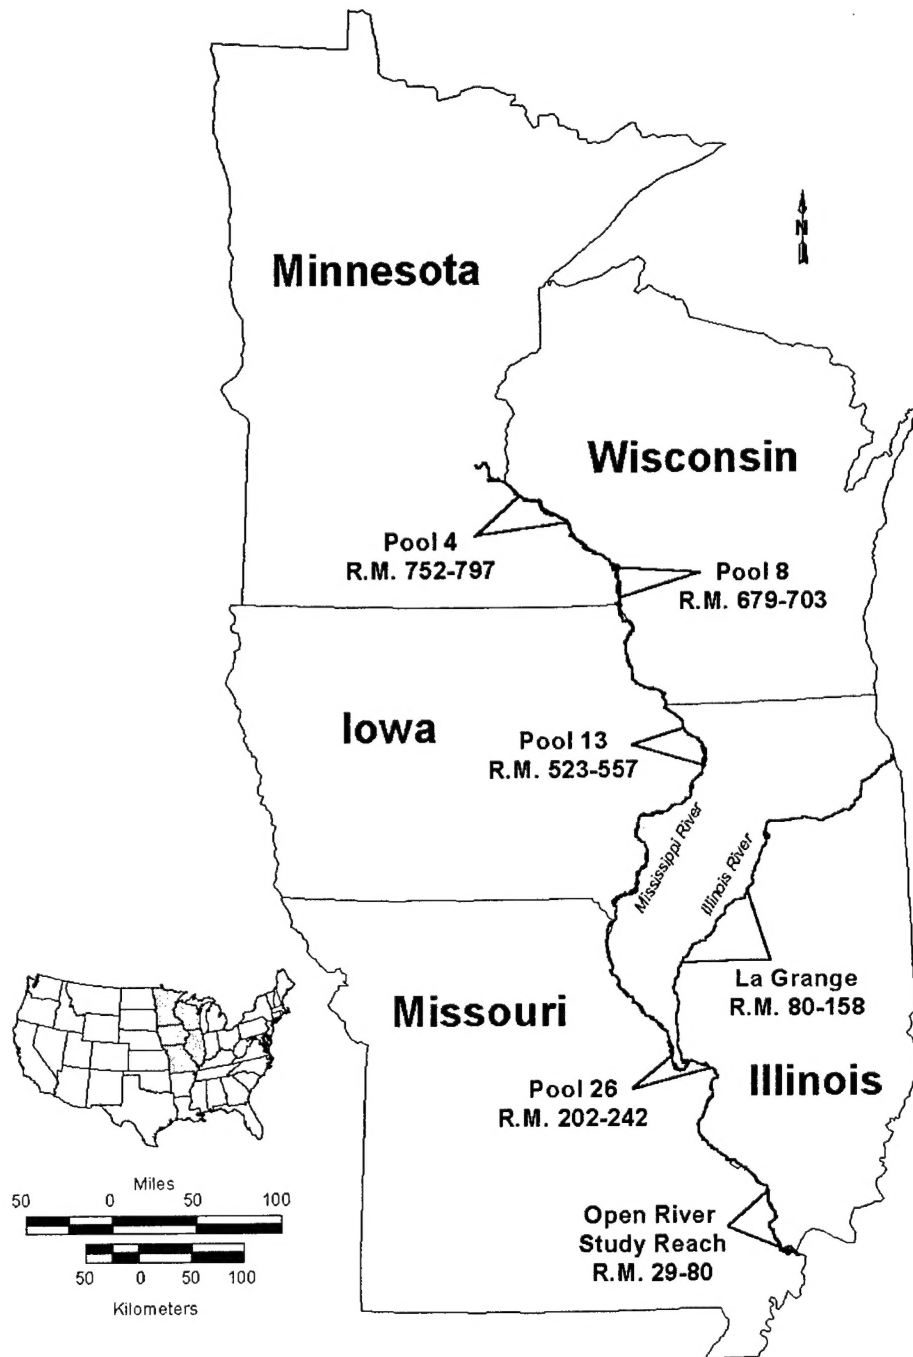 N
Minnesota
Wisconsin
Pool 4
R.M. 752-797
Pool 8
R.M. 679-703
Iowa
Pool 13
R.M. 523-557
Mississippi River
Illinois River
La Grange
R.M. 80-158
Missouri
Illinois
Pool 26
R.M. 202-242
Miles
50 0 50 100
Open River
Study Reach
R.M. 29-80
50 0 50 100
Kilometers